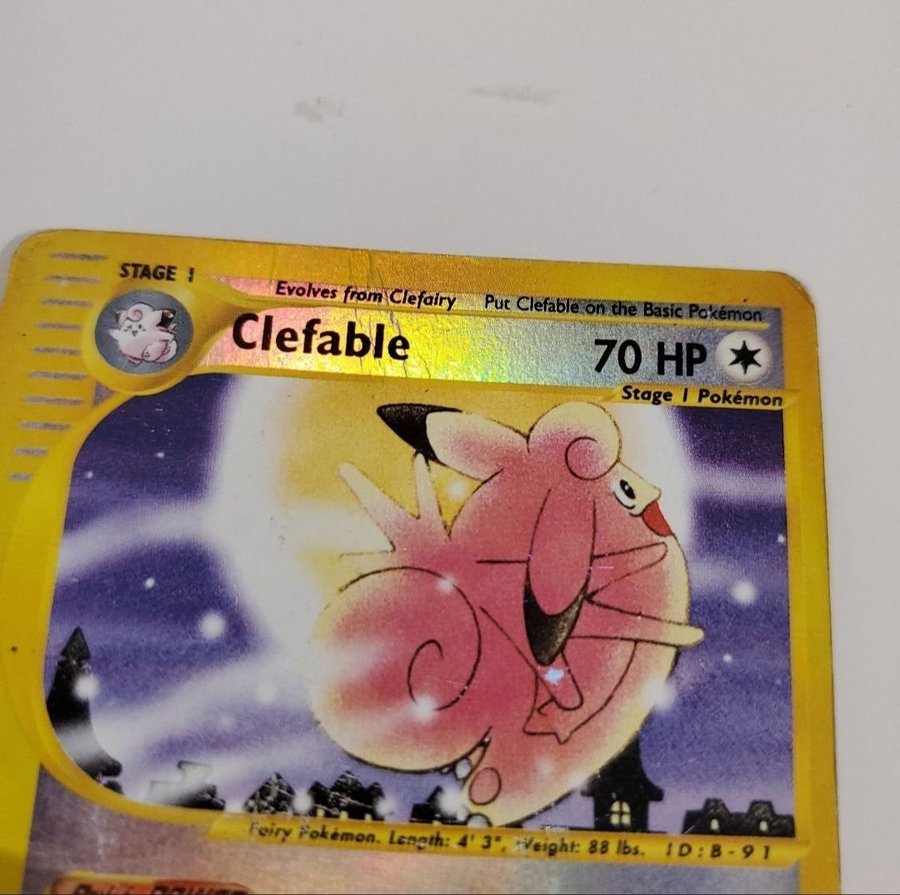 STAGE 1
Evolves from Clefairy Put Clefable on the Basic Pokémon
Clefable 70 HP
Stage 1 Pokémon
Fairy Pokémon. Length: 4' 3", Weight: 88 lbs. ID:B-91